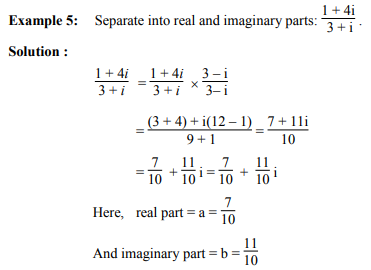 Example 5: Separate into real and imaginary parts: (1 + 4i)/(3 + i) .
Solution :
(1 + 4i)/(3 + i) = (1 + 4i)/(3 + i) × (3 – i)/(3– i)
= ((3 + 4) + i(12 – 1))/(9 + 1) = (7 + 11i)/10
= 7/10 + 11/10 i = 7/10 + 11/10 i
Here, real part = a = 7/10
And imaginary part = b = 11/10